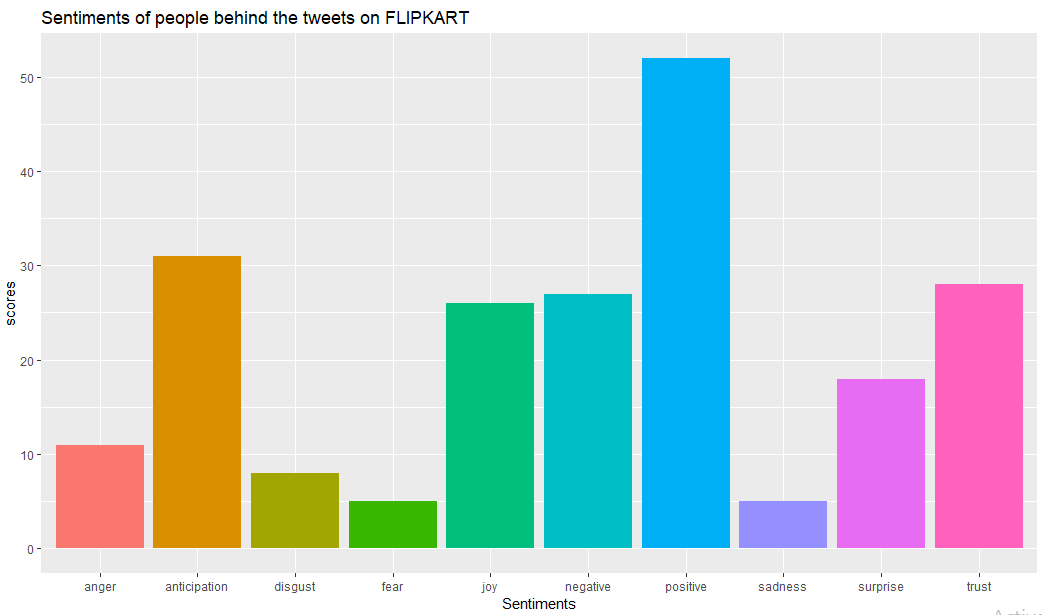 Sentiments of people behind the tweets on FLIPKART
scores
50
40
30
20
10
0
anger anticipation disgust fear joy negative positive sadness surprise trust
Sentiments